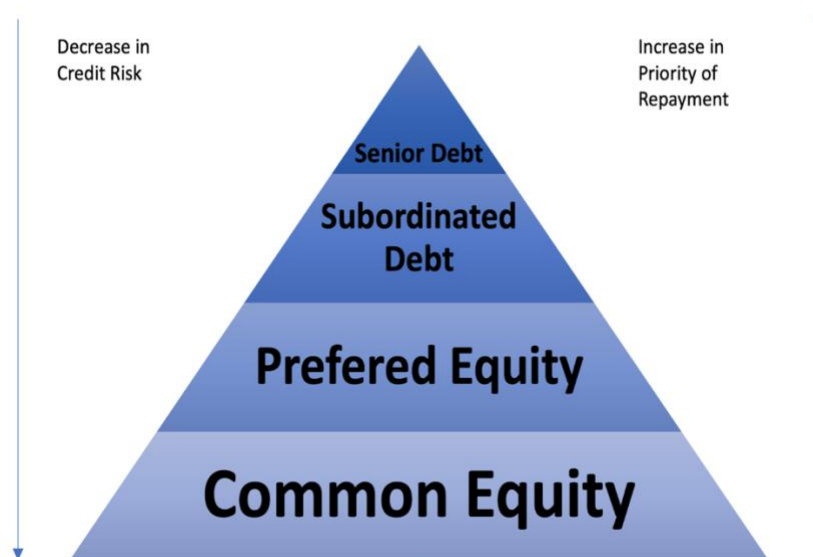 Decrease in
Credit Risk
Increase in
Priority of
Repayment
Senior Debt
Subordinated
Debt
Prefered Equity
Common Equity